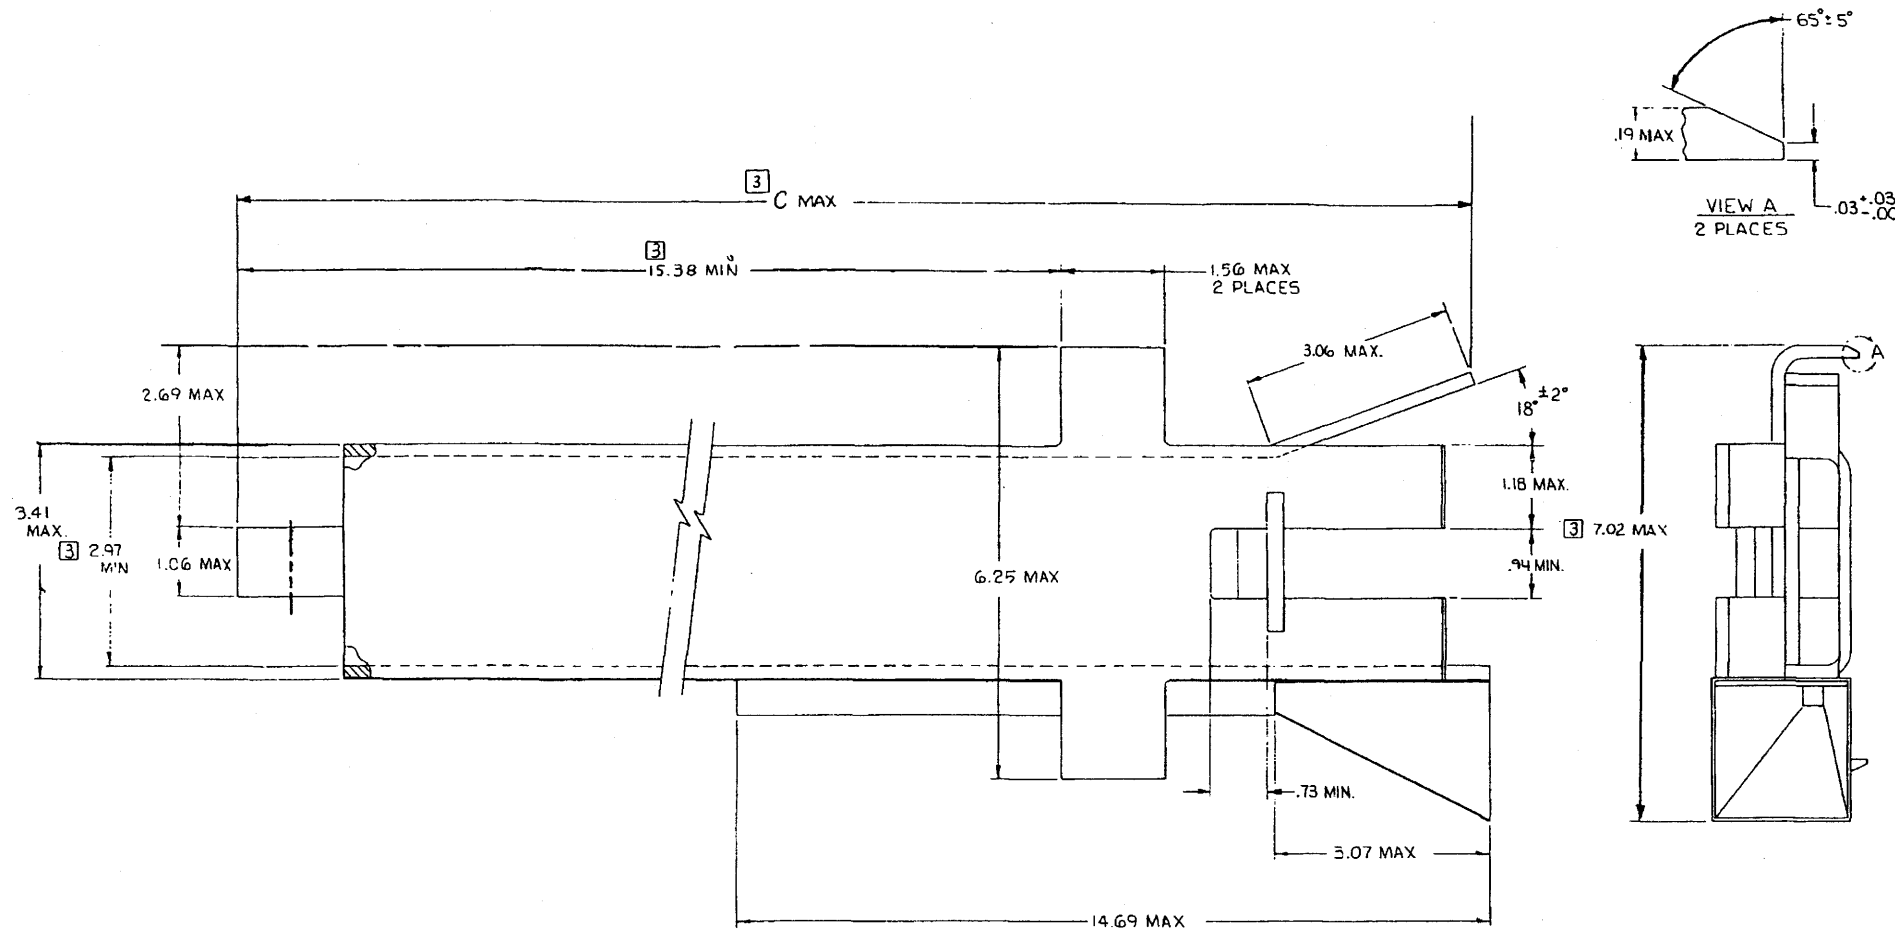 65°±5°
.19 MAX
VIEW A
2 PLACES
.03 +.03
-.00
3
C MAX
3
15.38 MIN
1.56 MAX
2 PLACES
3.06 MAX.
18° ±2°
A
2.69 MAX
1.18 MAX.
3.41
MAX.
3 2.97
MIN
1.06 MAX
6.25 MAX
.94 MIN.
3 7.02 MAX
.73 MIN.
3.07 MAX
14.69 MAX